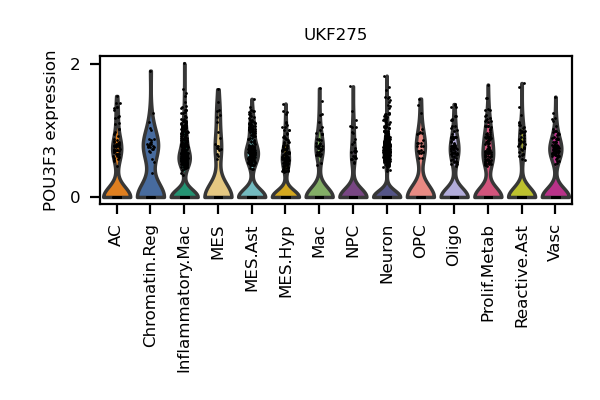 UKF275
POU3F3 expression
2
0
AC
Chromatin.Reg
Inflammatory.Mac
MES
MES.Ast
MES.Hyp
Mac
NPC
Neuron
OPC
Oligo
Prolif.Metab
Reactive.Ast
Vasc